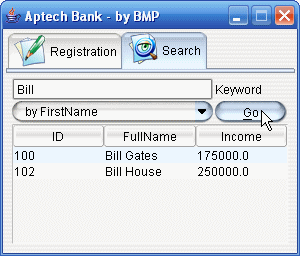 Aptech Bank - by BMP
Registration Search
Bill Keyword
by FirstName Go
ID FullName Income
100 Bill Gates 175000.0
102 Bill House 250000.0